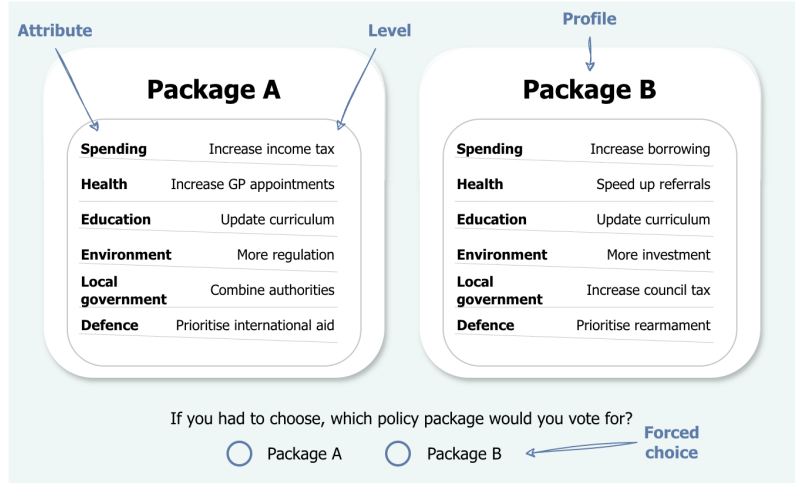 Attribute
Level
Profile
Package A
Spending Increase income tax
Health Increase GP appointments
Education Update curriculum
Environment More regulation
Local
government Combine authorities
Defence Prioritise international aid
Package B
Spending Increase borrowing
Health Speed up referrals
Education Update curriculum
Environment More investment
Local
government Increase council tax
Defence Prioritise rearmament
If you had to choose, which policy package would you vote for?
Package A Package B
Forced
choice